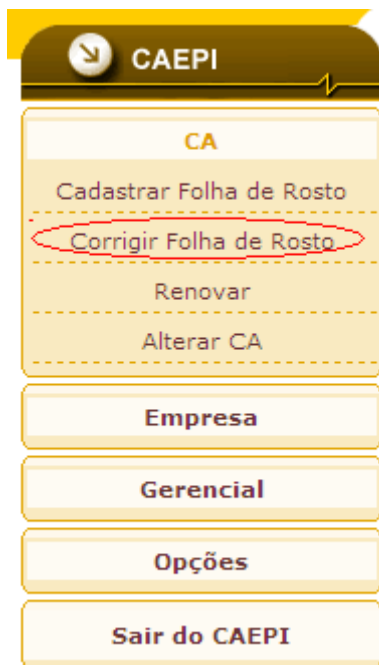 CAEPI
CA
Cadastrar Folha de Rosto
Corrigir Folha de Rosto
Renovar
Alterar CA
Empresa
Gerencial
Opções
Sair do CAEPI